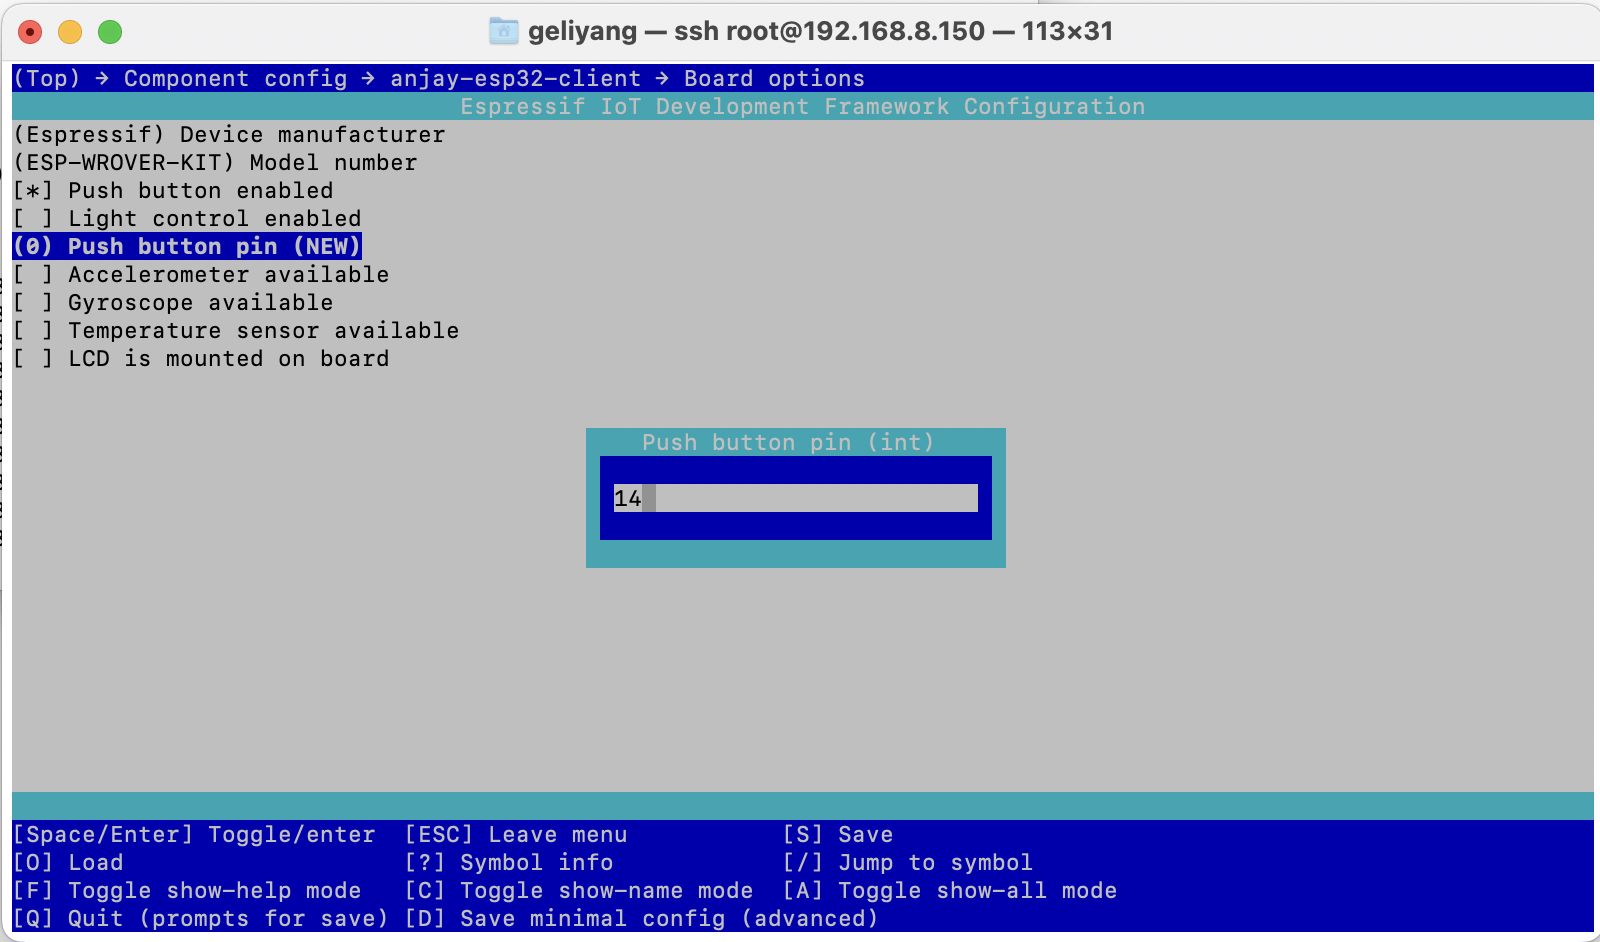 geliyang — ssh root@192.168.8.150 — 113×31
(Top) → Component config → anjay-esp32-client → Board options
Espressif IoT Development Framework Configuration
(Espressif) Device manufacturer
(ESP-WROVER-KIT) Model number
[*] Push button enabled
[ ] Light control enabled
(0) Push button pin (NEW)
[ ] Accelerometer available
[ ] Gyroscope available
[ ] Temperature sensor available
[ ] LCD is mounted on board
Push button pin (int)
14
[Space/Enter] Toggle/enter [ESC] Leave menu [S] Save
[O] Load [?] Symbol info [/] Jump to symbol
[F] Toggle show-help mode [C] Toggle show-name mode [A] Toggle show-all mode
[Q] Quit (prompts for save) [D] Save minimal config (advanced)